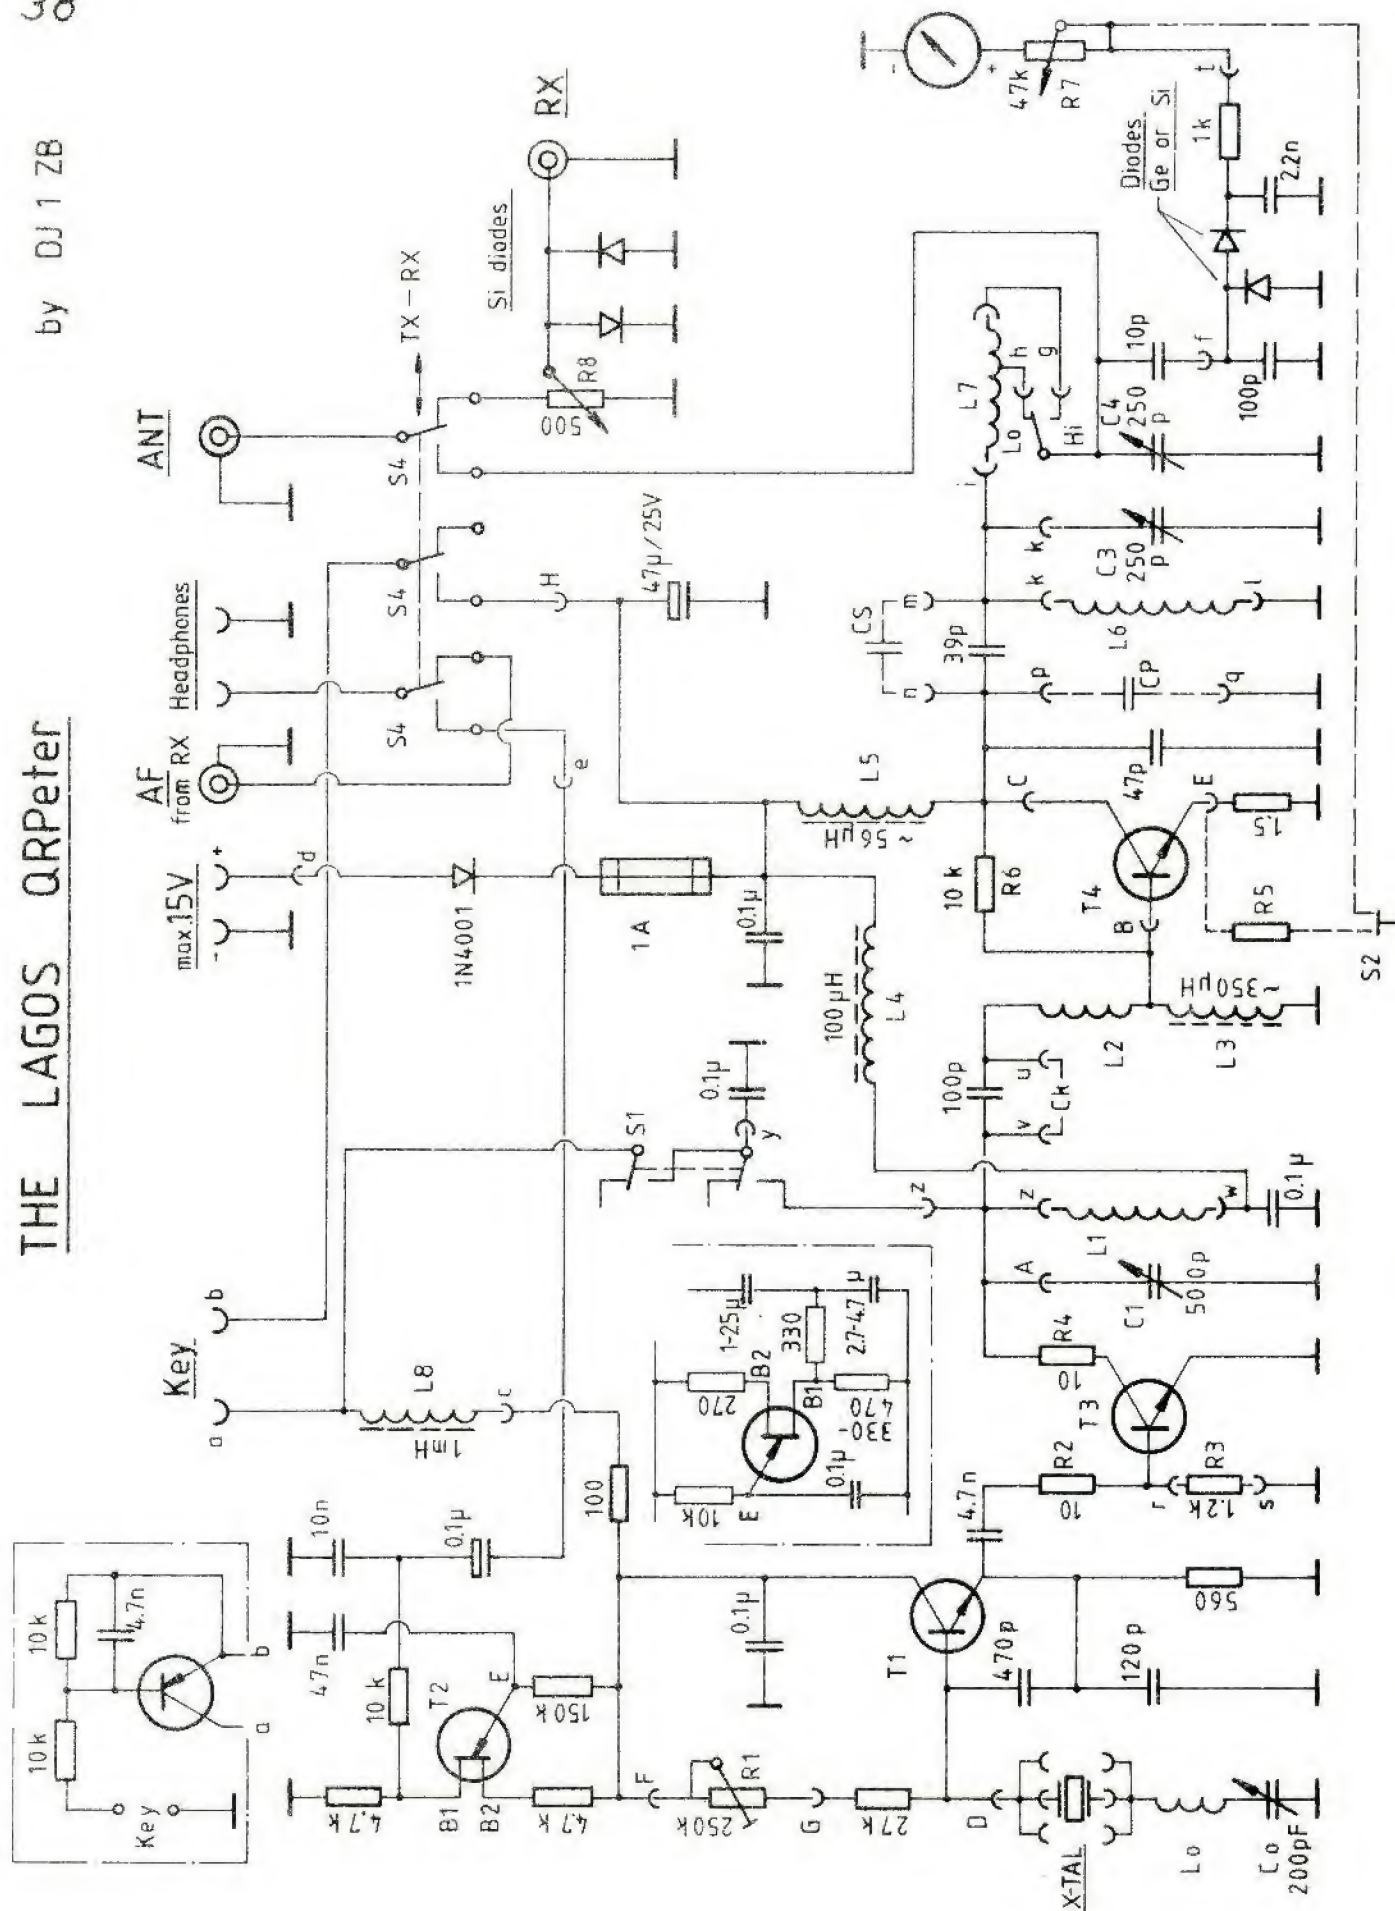 THE LAGOS QRPeter
by DJ 1 ZB
10k
10k
4.7n
Key
a
b
Key
a
b
max.15V
-
+
AF
from RX
Headphones
ANT
d
1N4001
1A
S4
S4
S4
TX-RX
e
H
47µ/25V
R8
500
Si diodes
RX
4.7k
B1
B2
4.7k
10k
T2
E
150k
47n
10n
0.1µ
L8
1mH
c
100
S1
0.1µ
y
0.1µ
100µH
L4
L5
~56µH
F
250k
R1
G
27k
D
X-TAL
Lo
Co
200pF
0.1µ
T1
470p
120p
560
4.7n
10k
E
270
B2
B1
0.1µ
330-
470
330
1-25µ
2.7-4.7µ
R2
10
r
R3
1.2k
s
T3
R4
10
A
C1
500p
z
z
L1
w
0.1µ
100p
v
u
Ck
L2
L3
~350µH
10k
R6
B
T4
C
E
1.5
R5
S2
47p
n
m
CS
39p
p
CP
q
k
L6
l
k
C3
250
p
i
L7
Lo
Hi
h
g
C4
250
p
10p
f
100p
Diodes
Ge or Si
2.2n
1k
t
47k
R7
+
-